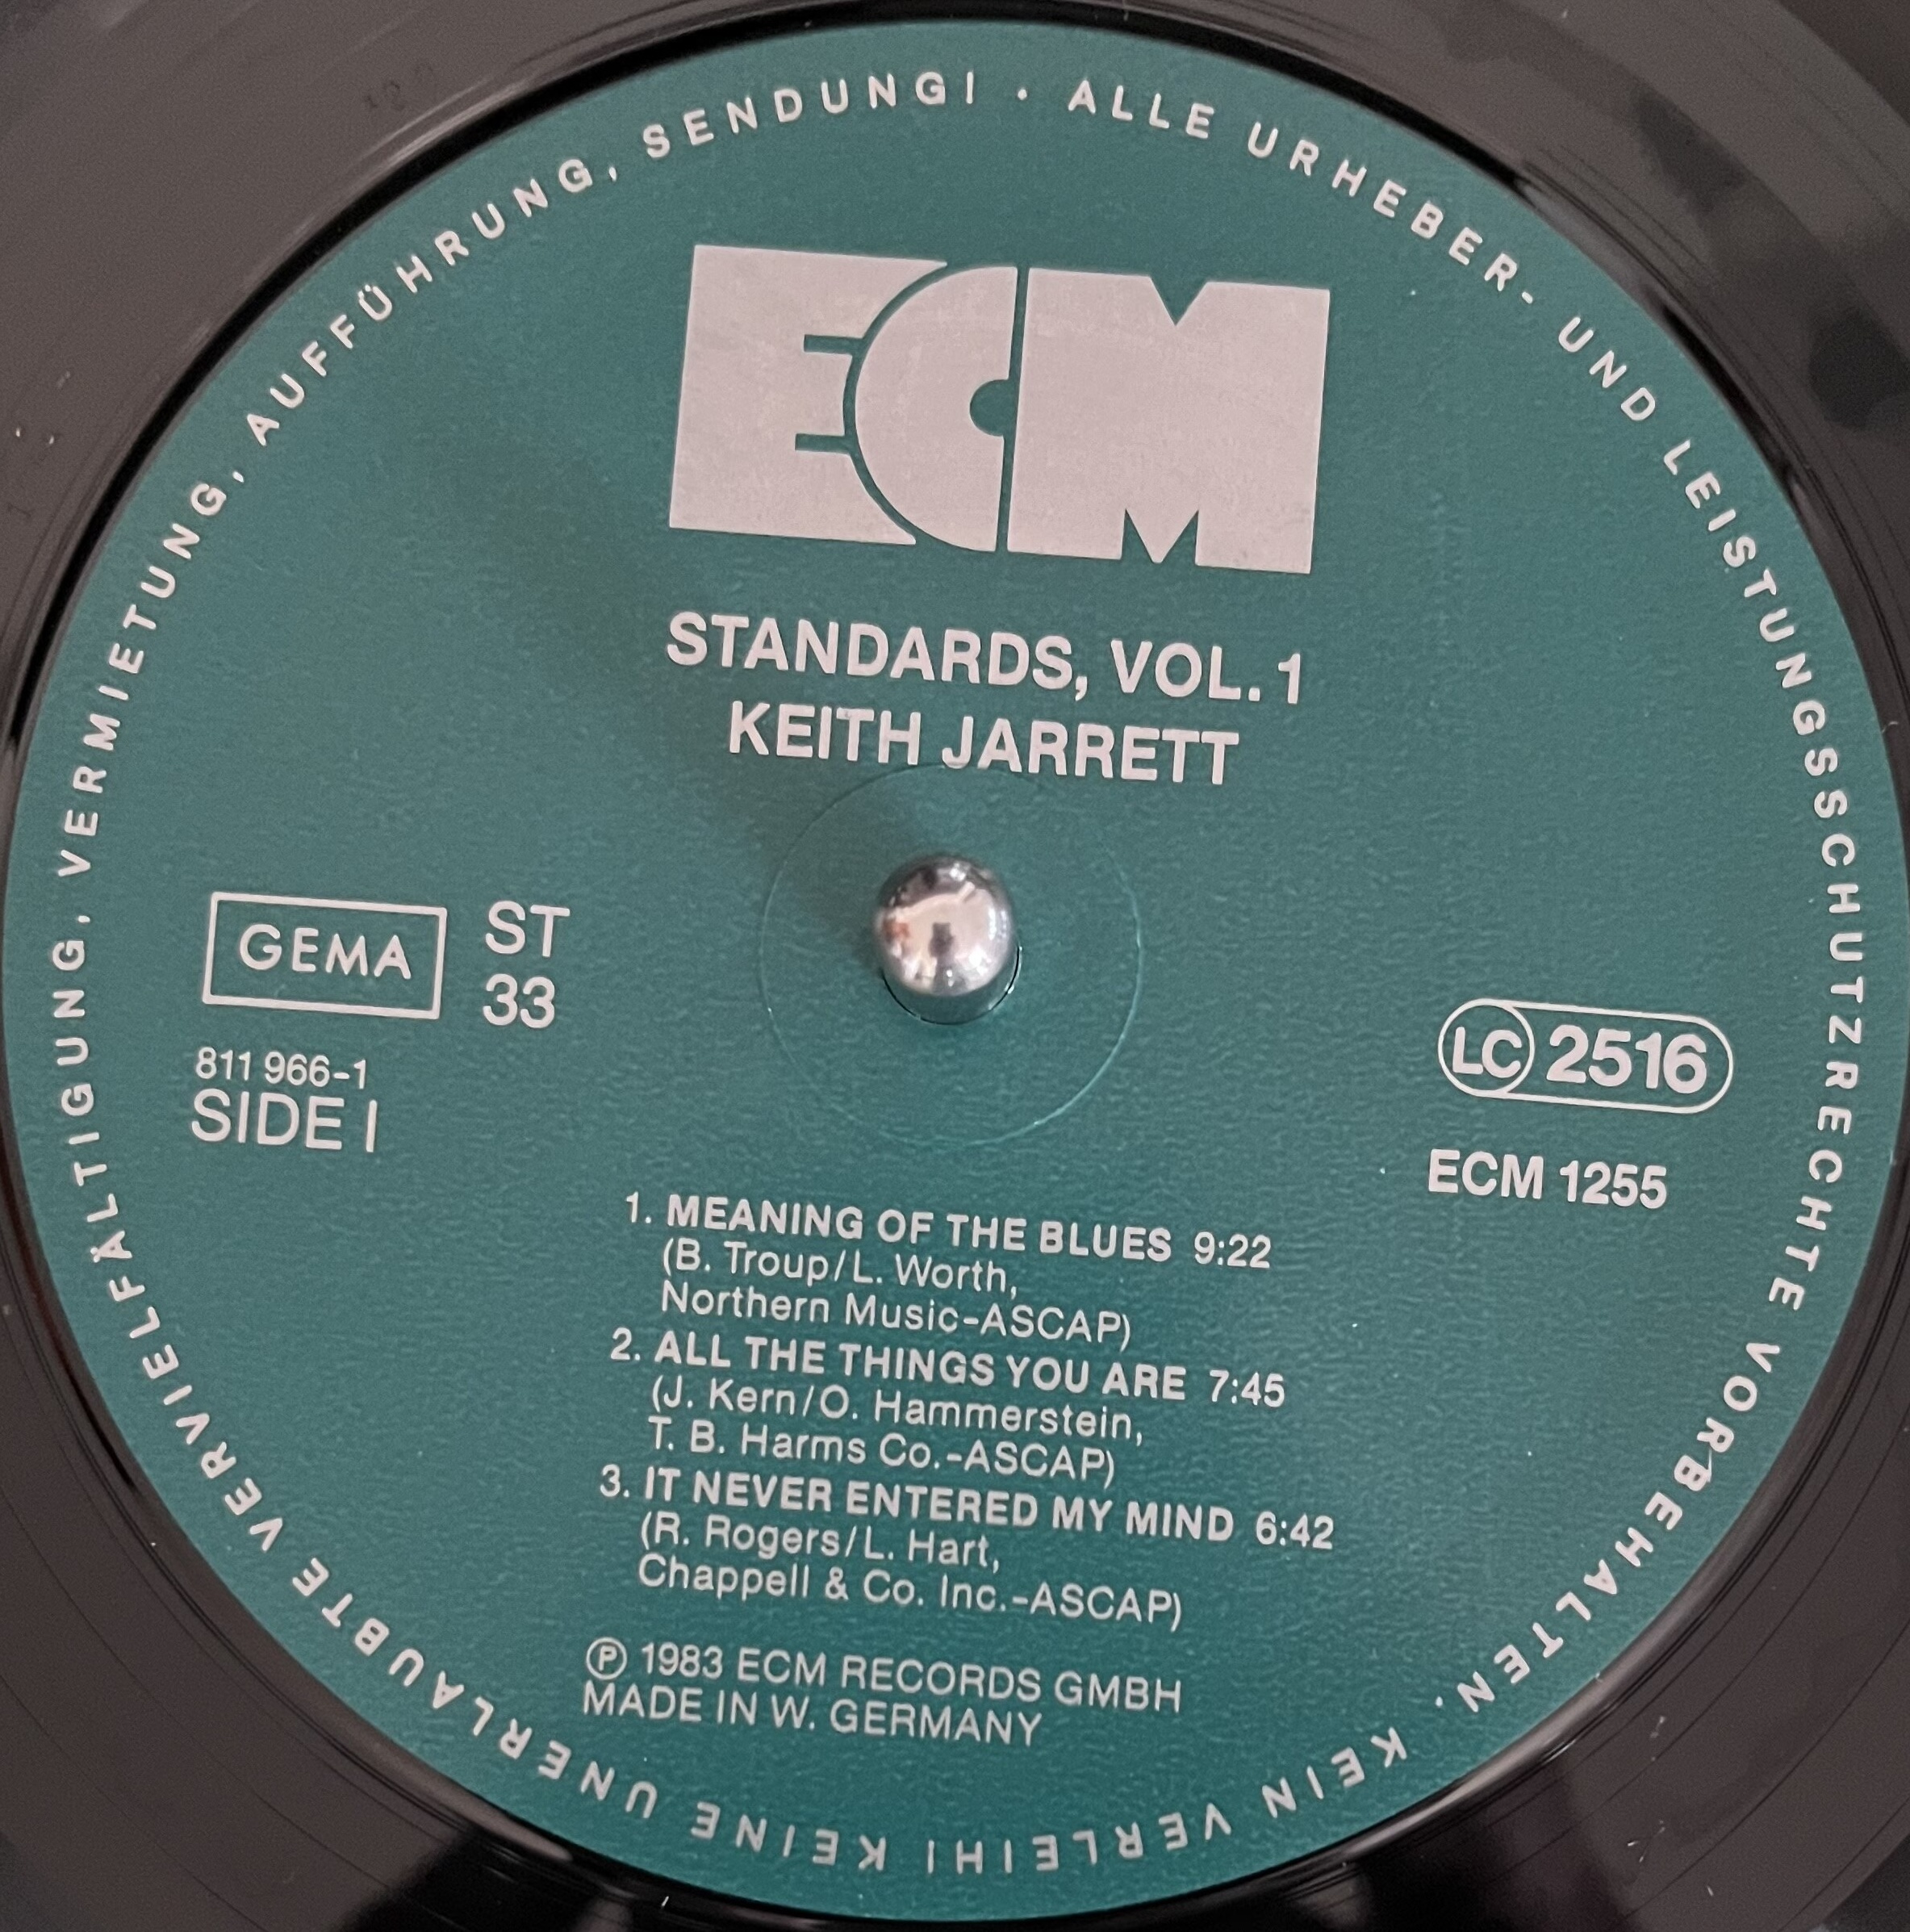 ALLE URHEBER- UND LEISTUNGSSCHUTZRECHTE VORBEHALTEN. KEIN VERLEIH! KEINE UNERLAUBTE VERVIELFÄLTIGUNG, VERMIETUNG, AUFFÜHRUNG, SENDUNG! ·
ECM
STANDARDS, VOL. 1
KEITH JARRETT
GEMA
ST
33
811 966-1
SIDE I
LC 2516
ECM 1255
1. MEANING OF THE BLUES 9:22
(B. Troup/L. Worth,
Northern Music-ASCAP)
2. ALL THE THINGS YOU ARE 7:45
(J. Kern/O. Hammerstein,
T. B. Harms Co.-ASCAP)
3. IT NEVER ENTERED MY MIND 6:42
(R. Rogers/L. Hart,
Chappell & Co. Inc.-ASCAP)
℗ 1983 ECM RECORDS GMBH
MADE IN W. GERMANY